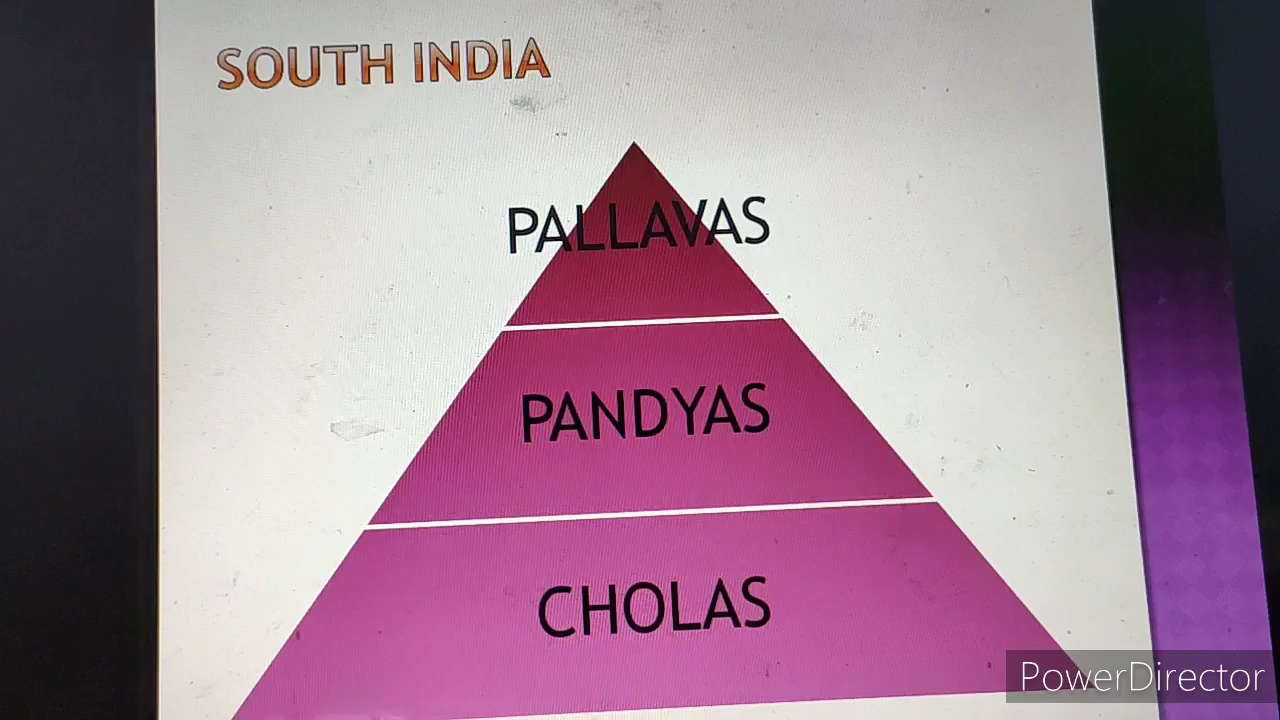 SOUTH INDIA
PALLAVAS
PANDYAS
CHOLAS
PowerDirector